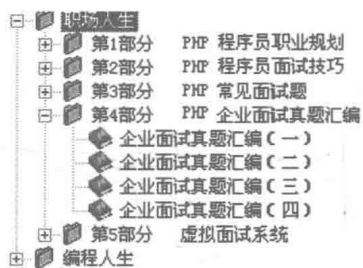 职场人生
第1部分 PHP 程序员职业规划
第2部分 PHP 程序员面试技巧
第3部分 PHP 常见面试题
第4部分 PHP 企业面试真题汇编
企业面试真题汇编(一)
企业面试真题汇编(二)
企业面试真题汇编(三)
企业面试真题汇编(四)
第5部分 虚拟面试系统
编程人生